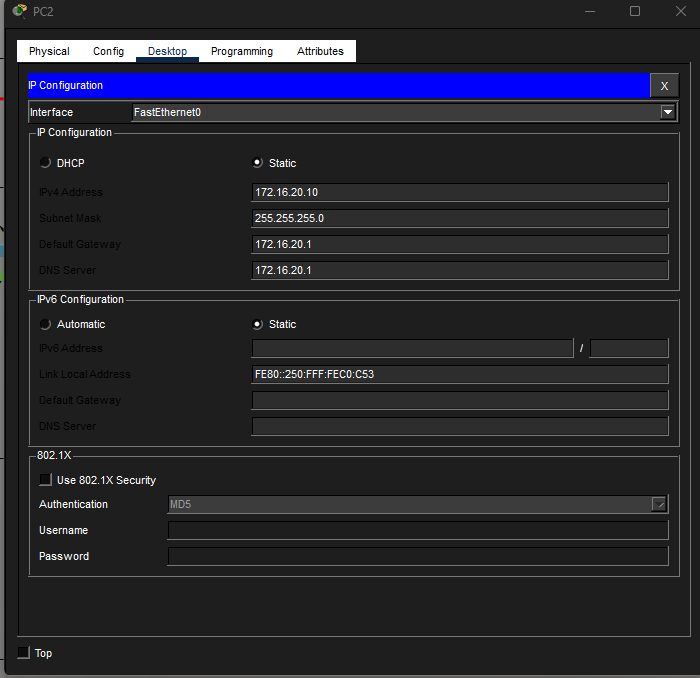 PC2
Physical Config Desktop Programming Attributes
IP Configuration X
Interface FastEthernet0
IP Configuration
DHCP Static
IPv4 Address 172.16.20.10
Subnet Mask 255.255.255.0
Default Gateway 172.16.20.1
DNS Server 172.16.20.1
IPv6 Configuration
Automatic Static
IPv6 Address /
Link Local Address FE80::250:FFF:FEC0:C53
Default Gateway
DNS Server
802.1X
Use 802.1X Security
Authentication MD5
Username
Password
Top